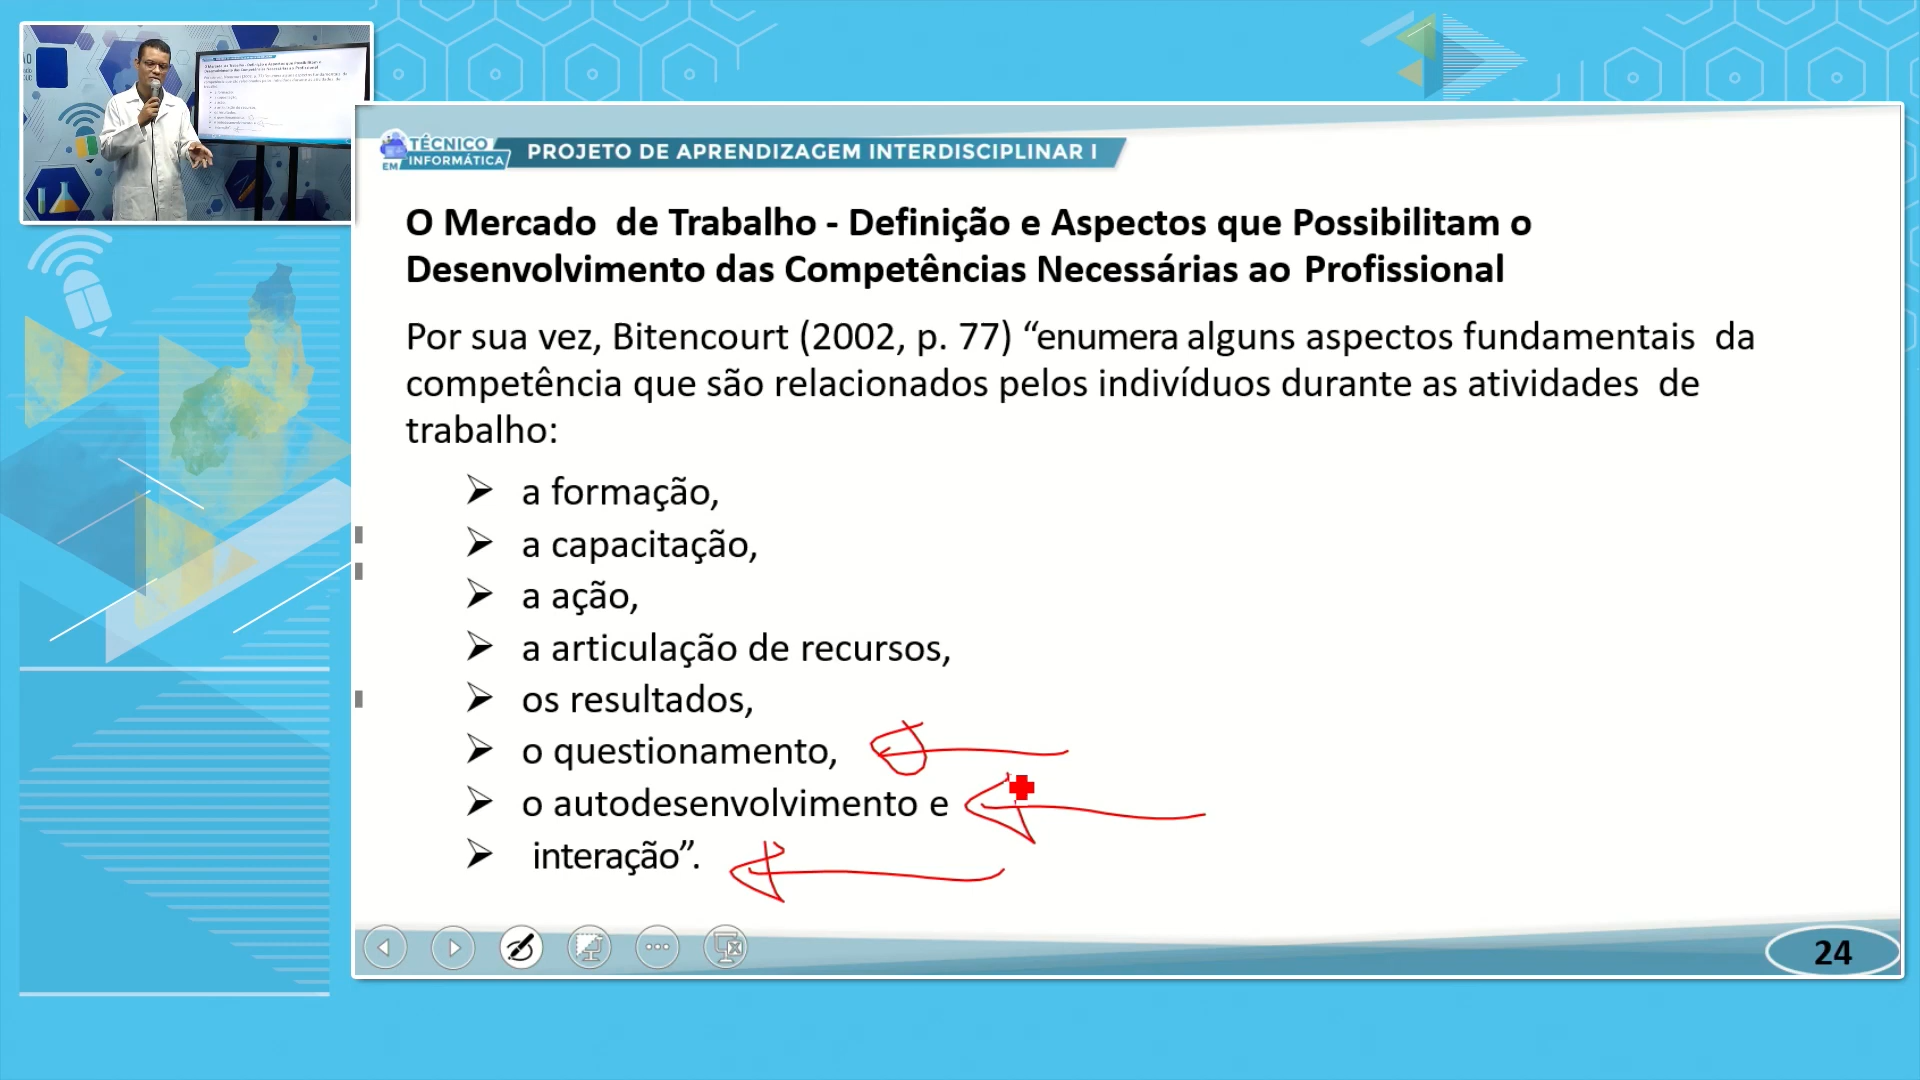 TÉCNICO
EM INFORMÁTICA
PROJETO DE APRENDIZAGEM INTERDISCIPLINAR I
O Mercado de Trabalho - Definição e Aspectos que Possibilitam o
Desenvolvimento das Competências Necessárias ao Profissional
Por sua vez, Bitencourt (2002, p. 77) “enumera alguns aspectos fundamentais da
competência que são relacionados pelos indivíduos durante as atividades de
trabalho:
a formação,
a capacitação,
a ação,
a articulação de recursos,
os resultados,
o questionamento,
o autodesenvolvimento e
interação”.
24